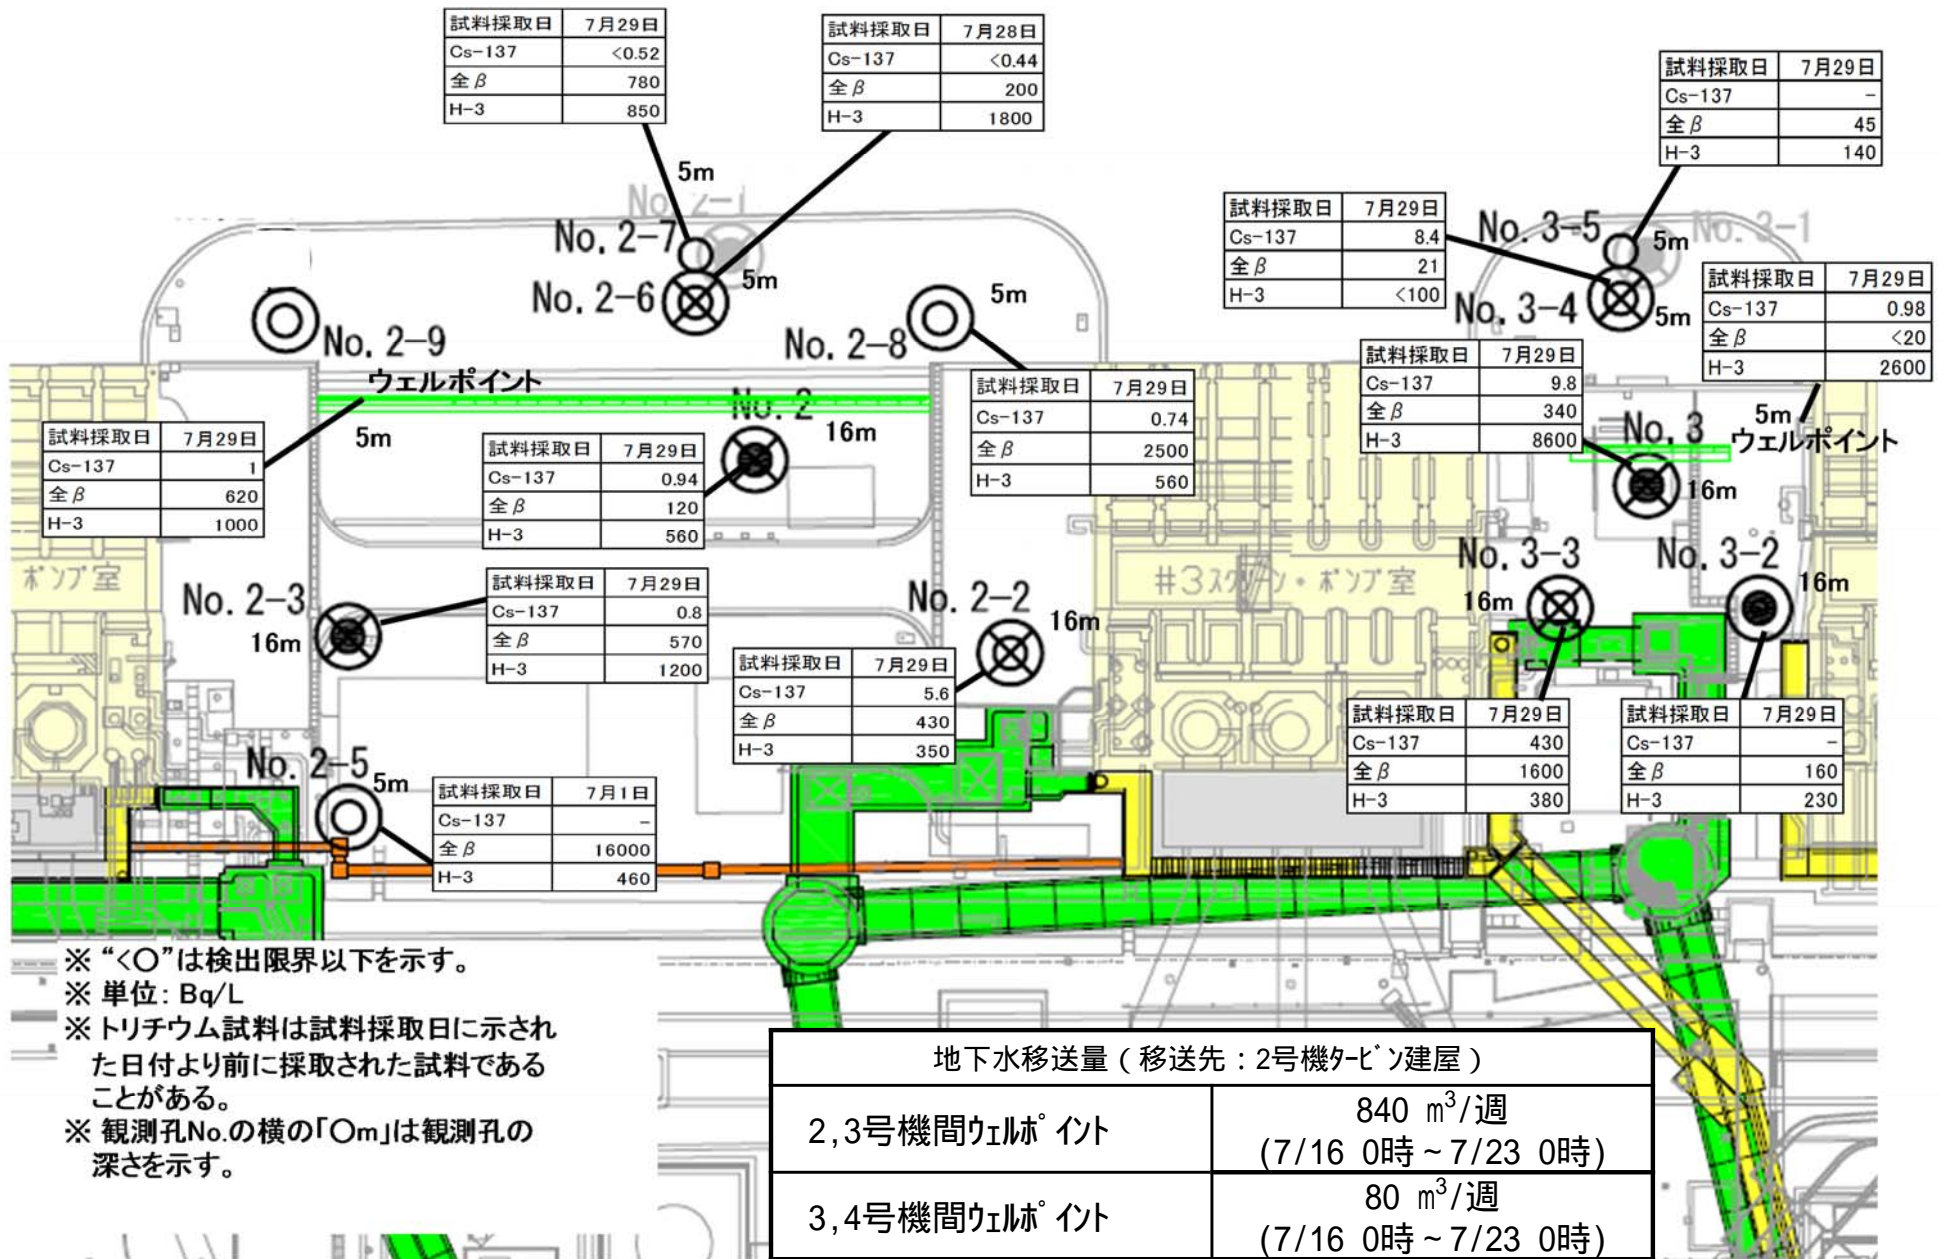 試料採取日 7月29日
Cs-137 <0.52
全β 780
H-3 850
試料採取日 7月28日
Cs-137 <0.44
全β 200
H-3 1800
試料採取日 7月29日
Cs-137 -
全β 45
H-3 140
5m
No. 2-1
No. 2-7
5m
No. 2-6
試料採取日 7月29日
Cs-137 8.4
全β 21
H-3 <100
No. 3-5
5m
No. 3-1
No. 3-4
5m
試料採取日 7月29日
Cs-137 0.98
全β <20
H-3 2600
No. 2-9
No. 2-8
5m
ウェルポイント
5m
No. 2
16m
試料採取日 7月29日
Cs-137 1
全β 620
H-3 1000
試料採取日 7月29日
Cs-137 0.94
全β 120
H-3 560
試料採取日 7月29日
Cs-137 0.74
全β 2500
H-3 560
試料採取日 7月29日
Cs-137 9.8
全β 340
H-3 8600
No. 3
5m
ウェルポイント
16m
ポンプ室
No. 2-3
16m
試料採取日 7月29日
Cs-137 0.8
全β 570
H-3 1200
No. 2-2
16m
#3スクリーン・ポンプ室
No. 3-3
16m
No. 3-2
16m
試料採取日 7月29日
Cs-137 5.6
全β 430
H-3 350
試料採取日 7月29日
Cs-137 430
全β 1600
H-3 380
試料採取日 7月29日
Cs-137 -
全β 160
H-3 230
No. 2-5
5m
試料採取日 7月1日
Cs-137 -
全β 16000
H-3 460
※ “<〇”は検出限界以下を示す。
※ 単位: Bq/L
※ トリチウム試料は試料採取日に示され
た日付より前に採取された試料である
ことがある。
※ 観測孔No.の横の「〇m」は観測孔の
深さを示す。
地下水移送量(移送先:2号機タービン建屋)
2,3号機間ウェルポイント 840 m³/週
(7/16 0時~7/23 0時)
3,4号機間ウェルポイント 80 m³/週
(7/16 0時~7/23 0時)